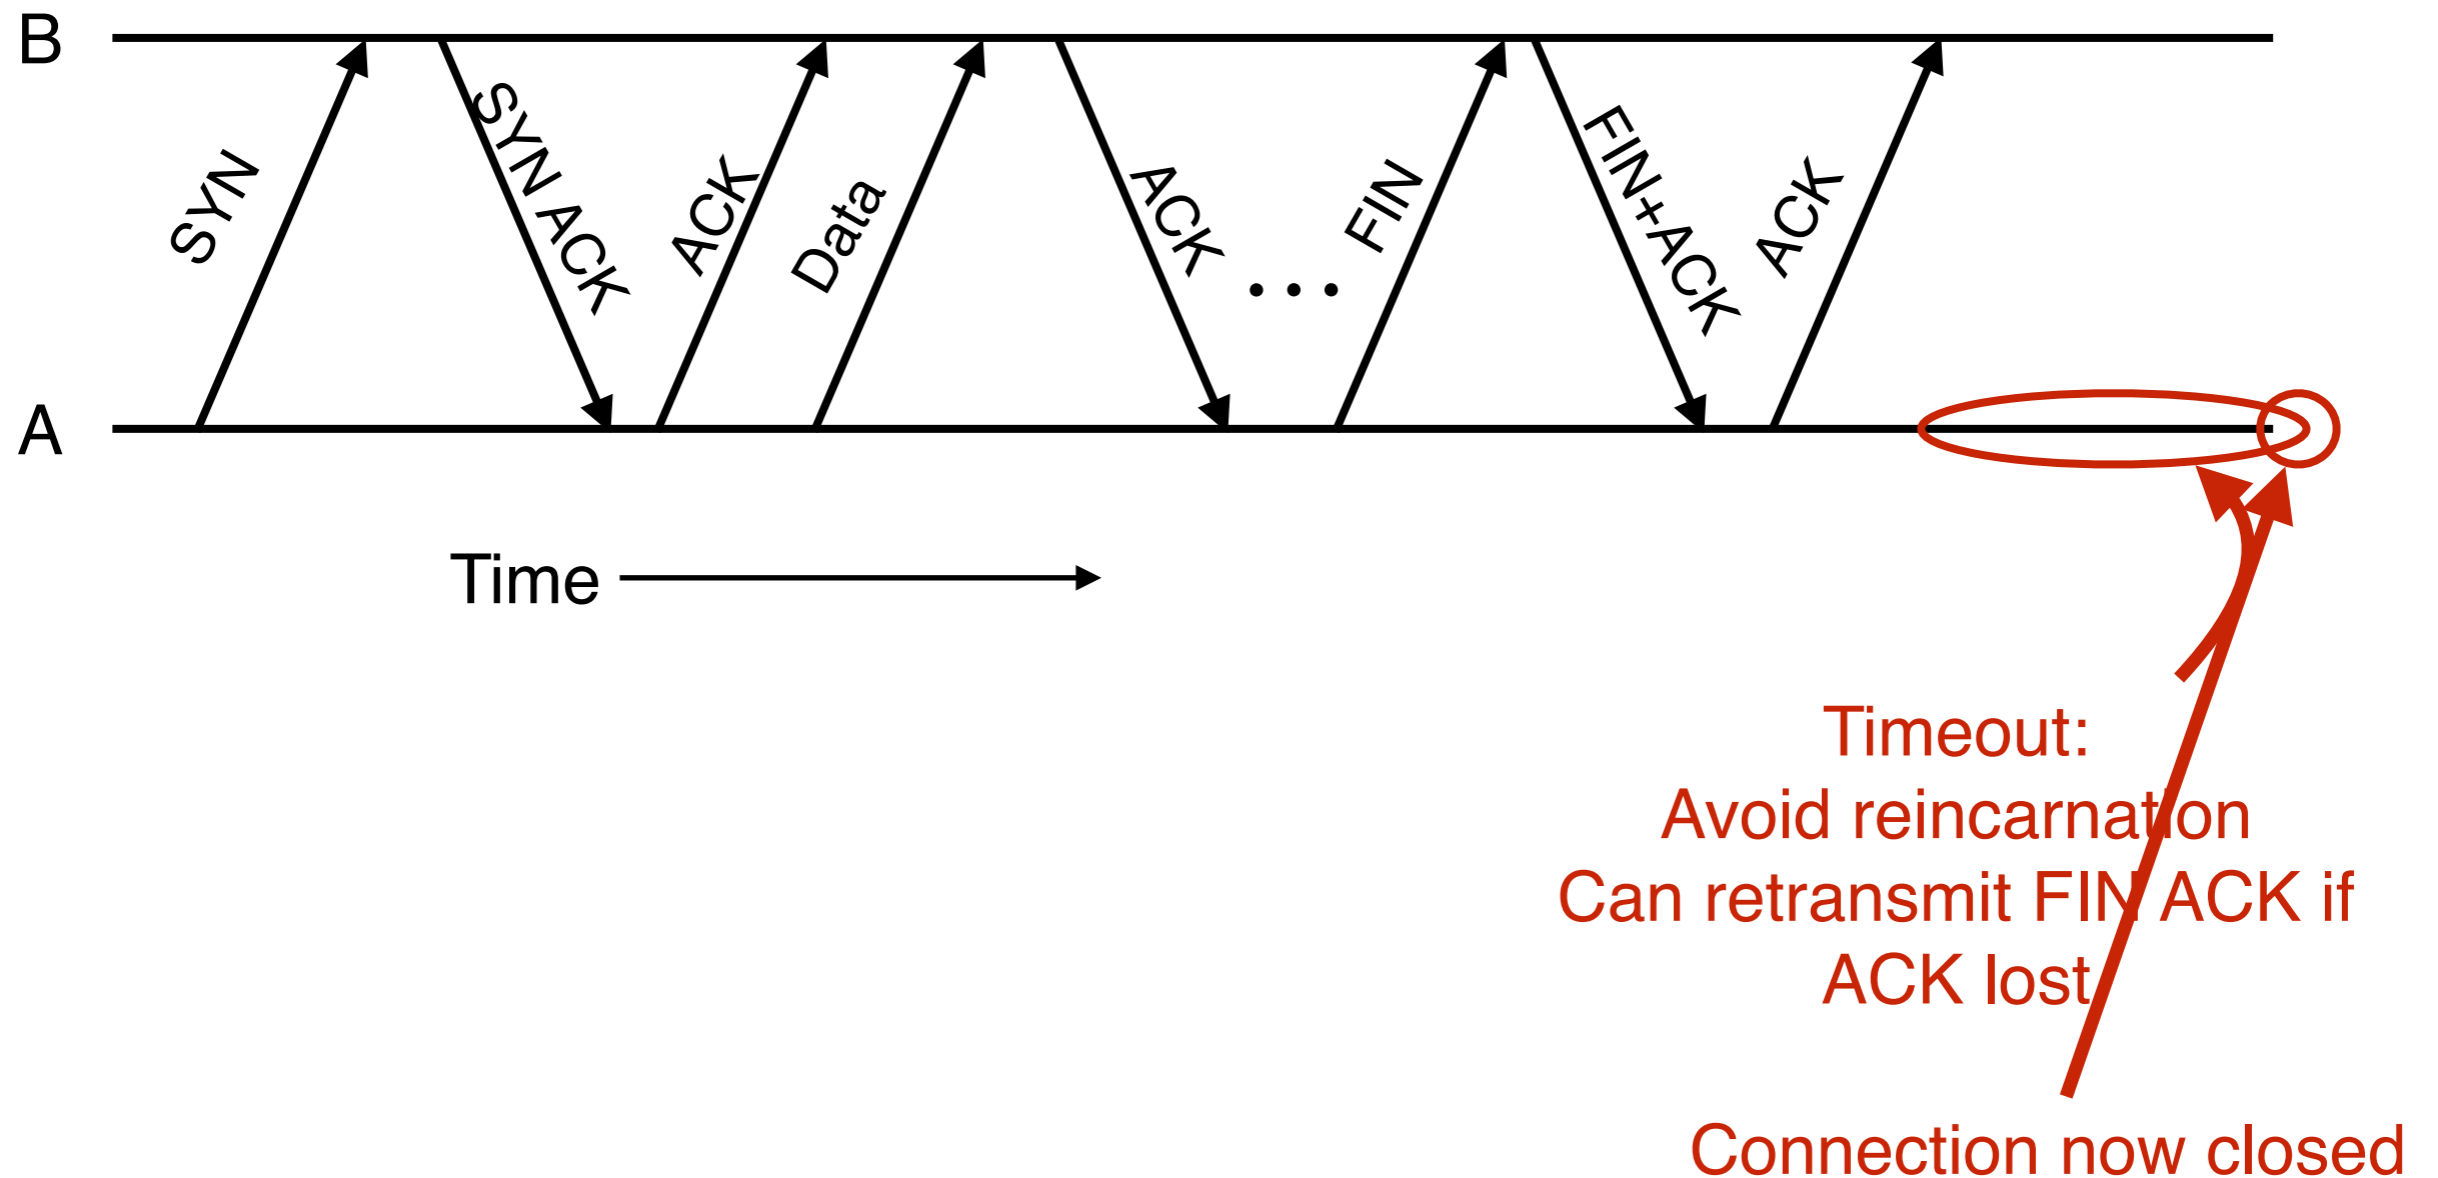 B
SYN
SYN ACK
ACK
Data
ACK
• • •
FIN
FIN+ACK
ACK
A
Time
Timeout:
Avoid reincarnation
Can retransmit FIN ACK if
ACK lost
Connection now closed